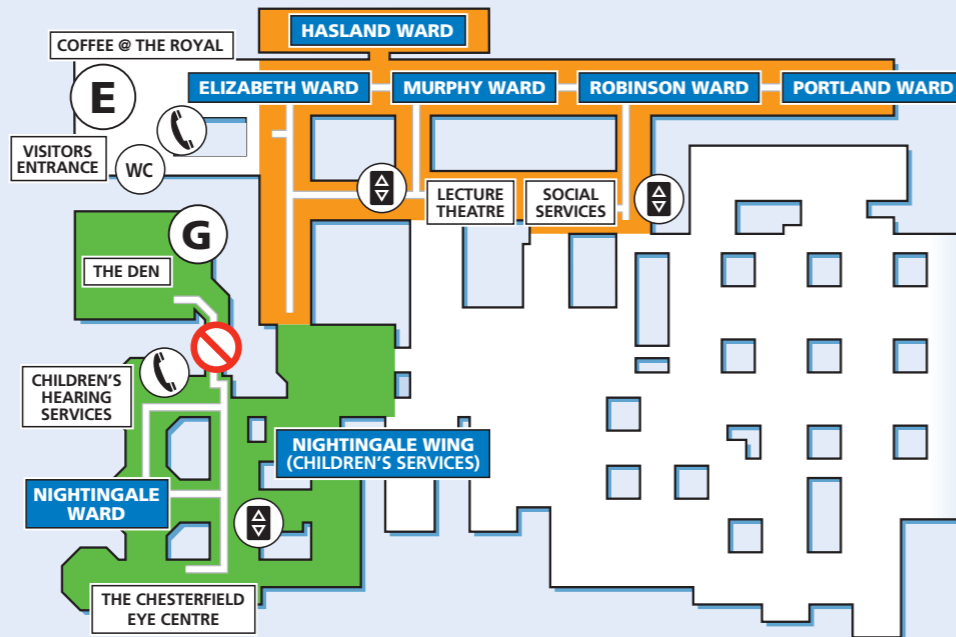 HASLAND WARD
COFFEE @ THE ROYAL
E
ELIZABETH WARD
MURPHY WARD
ROBINSON WARD
PORTLAND WARD
VISITORS
ENTRANCE
WC
LECTURE
THEATRE
SOCIAL
SERVICES
G
THE DEN
CHILDREN'S
HEARING
SERVICES
NIGHTINGALE WING
(CHILDREN'S SERVICES)
NIGHTINGALE
WARD
THE CHESTERFIELD
EYE CENTRE